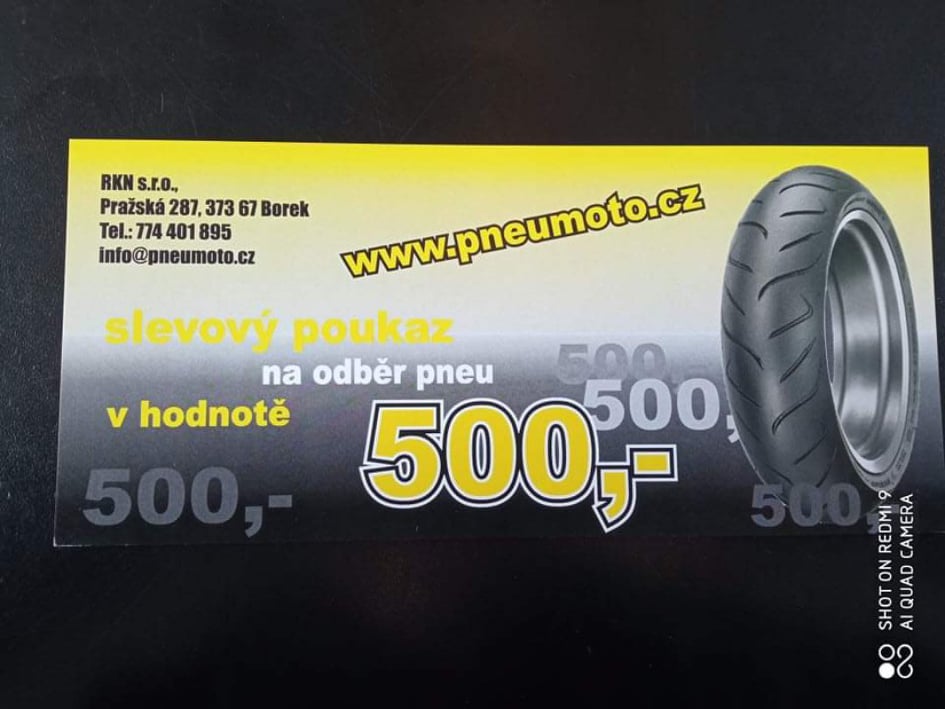 RKN s.r.o.,
Pražská 287, 373 67 Borek
Tel.: 774 401 895
info@pneumoto.cz
www.pneumoto.cz
slevový poukaz
na odběr pneu
v hodnotě
500,-
500,-
500,
500,-
500,-
SHOT ON REDMI 9
AI QUAD CAMERA